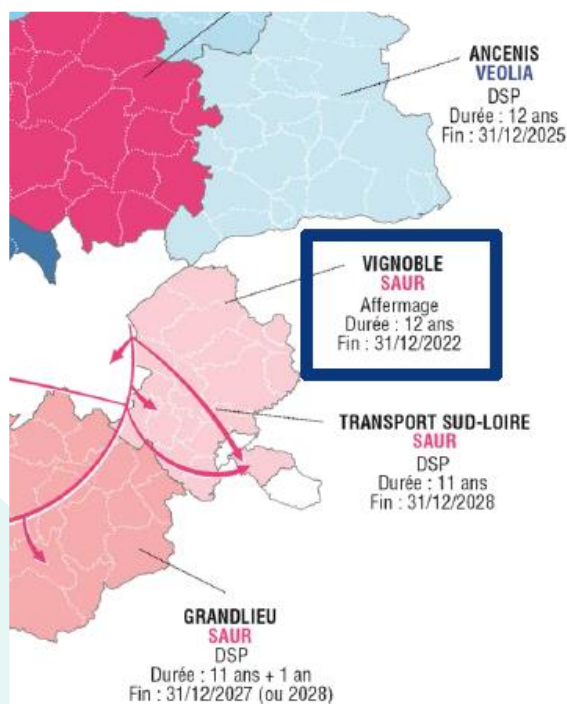 ANCENIS
VEOLIA
DSP
Durée : 12 ans
Fin : 31/12/2025
VIGNOBLE
SAUR
Affermage
Durée : 12 ans
Fin : 31/12/2022
TRANSPORT SUD-LOIRE
SAUR
DSP
Durée : 11 ans
Fin : 31/12/2028
GRANDLIEU
SAUR
DSP
Durée : 11 ans + 1 an
Fin : 31/12/2027 (ou 2028)